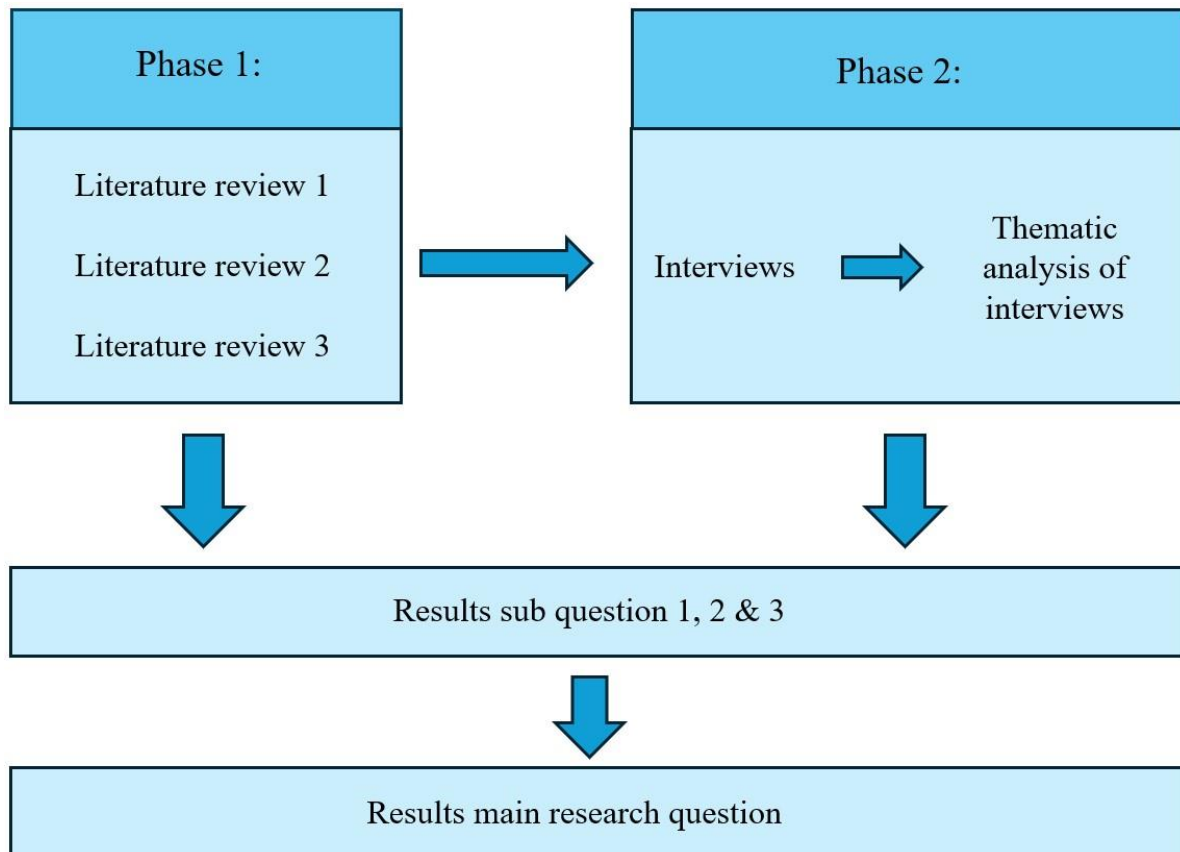 Phase 1:
Literature review 1
Literature review 2
Literature review 3
Phase 2:
Interviews
Thematic
analysis of
interviews
Results sub question 1, 2 & 3
Results main research question